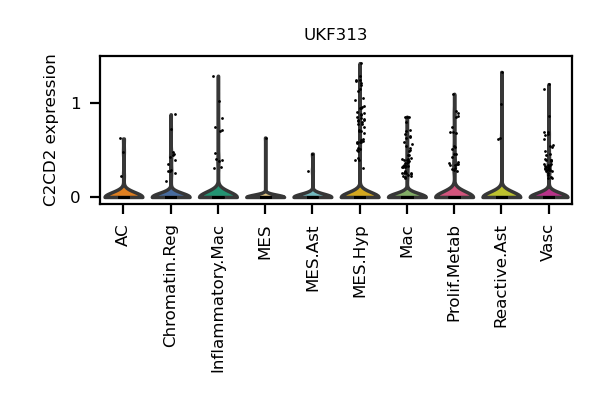 UKF313
C2CD2 expression
1
0
AC
Chromatin.Reg
Inflammatory.Mac
MES
MES.Ast
MES.Hyp
Mac
Prolif.Metab
Reactive.Ast
Vasc